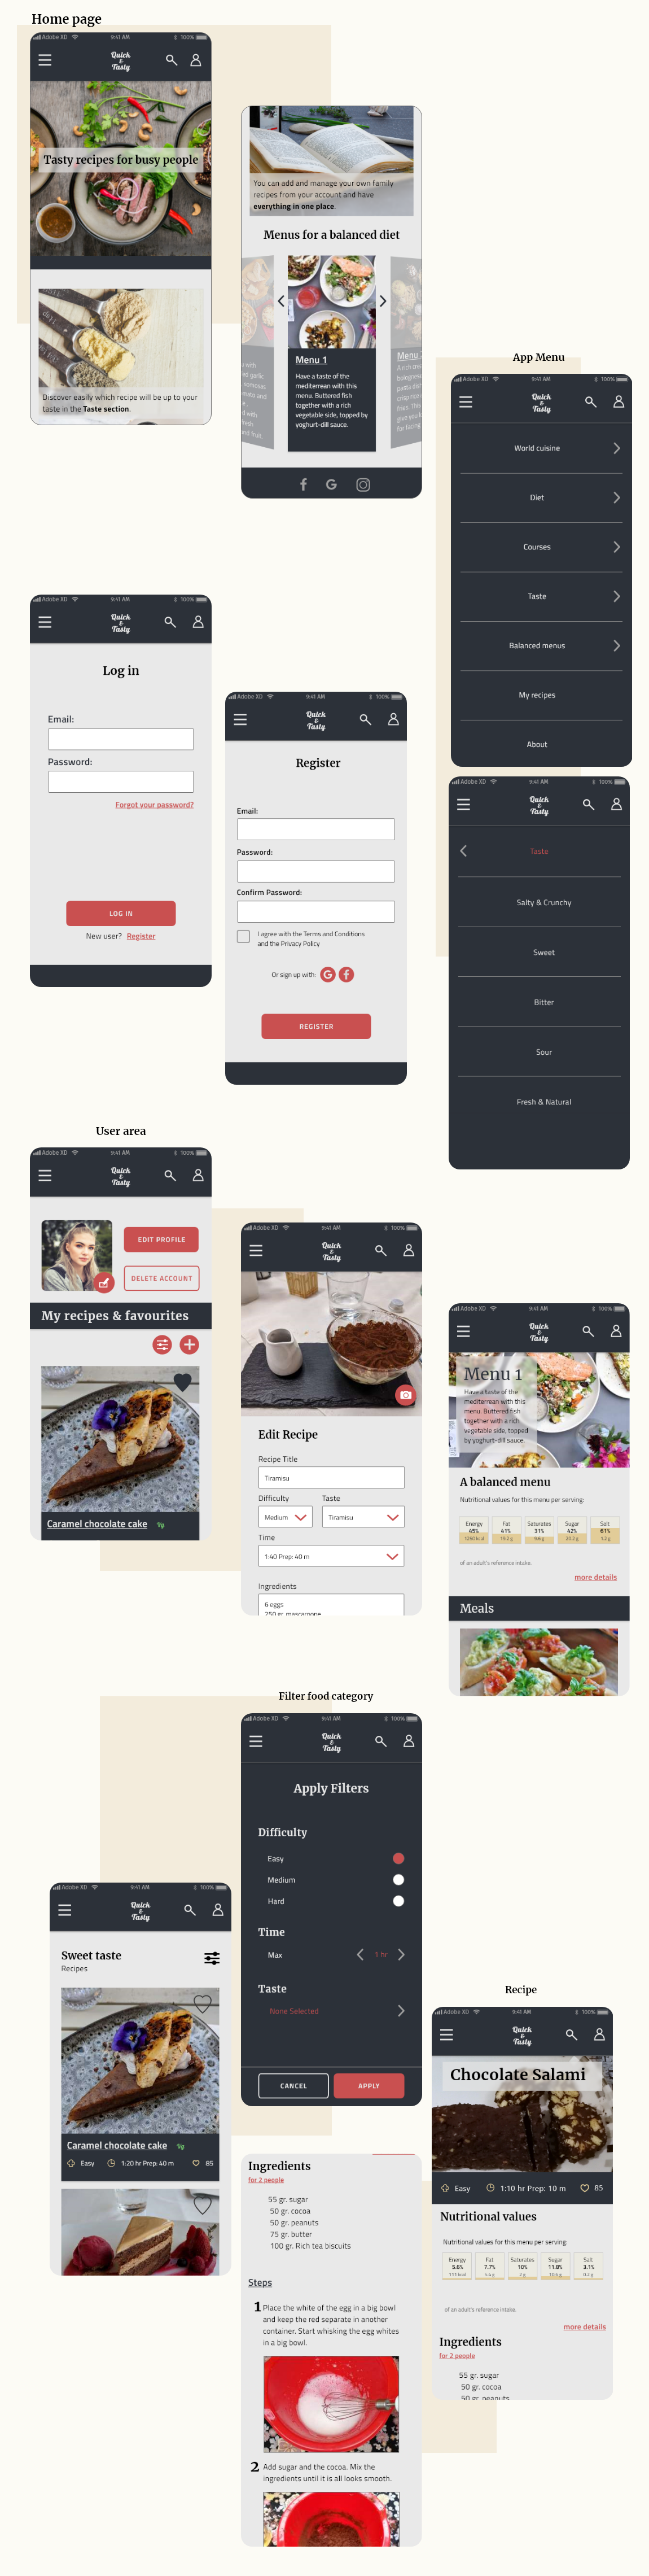 Home page
Adobe XD 9:41 AM 100%
Quick
&
Tasty
Tasty recipes for busy people
Discover easily which recipe will be up to your
taste in the Taste section.
You can add and manage your own family
recipes from your account and have
everything in one place.
Menus for a balanced diet
Menu 1
Have a taste of the
mediterrean with this
menu. Buttered fish
together with a rich
vegetable side, topped by
yoghurt-dill sauce.
Menu
App Menu
Adobe XD 9:41 AM 100%
Quick
&
Tasty
World cuisine
Diet
Courses
Taste
Balanced menus
My recipes
About
Adobe XD 9:41 AM 100%
Quick
&
Tasty
Log in
Email:
Password:
Forgot your password?
LOG IN
New user? Register
Adobe XD 9:41 AM 100%
Quick
&
Tasty
Register
Email:
Password:
Confirm Password:
I agree with the Terms and Conditions
and the Privacy Policy
Or sign up with:
REGISTER
Adobe XD 9:41 AM 100%
Quick
&
Tasty
Taste
Salty & Crunchy
Sweet
Bitter
Sour
Fresh & Natural
User area
Adobe XD 9:41 AM 100%
Quick
&
Tasty
EDIT PROFILE
DELETE ACCOUNT
My recipes & favourites
Caramel chocolate cake Vg
Adobe XD 9:41 AM 100%
Quick
&
Tasty
Edit Recipe
Recipe Title
Tiramisu
Difficulty Taste
Medium Tiramisu
Time
1:40 Prep: 40 m
Ingredients
6 eggs
250 gr. mascarpone
Adobe XD 9:41 AM 100%
Quick
&
Tasty
Menu 1
Have a taste of the
mediterrean with this
menu. Buttered fish
together with a rich
vegetable side, topped
by yoghurt-dill sauce.
A balanced menu
Nutritional values for this menu per serving:
Energy Fat Saturates Sugar Salt
45% 41% 31% 42% 61%
of an adult's reference intake.
more details
Meals
Filter food category
Adobe XD 9:41 AM 100%
Quick
&
Tasty
Apply Filters
Difficulty
Easy
Medium
Hard
Time
Max 1 hr
Taste
None Selected
CANCEL APPLY
Adobe XD 9:41 AM 100%
Quick
&
Tasty
Sweet taste
Recipes
Caramel chocolate cake Vg
Easy 1:20 hr Prep: 40 m 85
Recipe
Adobe XD 9:41 AM 100%
Quick
&
Tasty
Chocolate Salami
Easy 1:10 hr Prep: 10 m 85
Nutritional values
Nutritional values for this menu per serving:
Energy Fat Saturates Sugar Salt
5.6% 7.7% 10% 11.8% 3.1%
of an adult's reference intake.
more details
Ingredients
for 2 people
55 gr. sugar
50 gr. cocoa
50 gr. peanuts
Ingredients
for 2 people
55 gr. sugar
50 gr. cocoa
50 gr. peanuts
75 gr. butter
100 gr. Rich tea biscuits
Steps
1 Place the white of the egg in a big bowl
and keep the red separate in another
container. Start whisking the egg whites
in a big bowl.
2 Add sugar and the cocoa. Mix the
ingredients until it is all looks smooth.